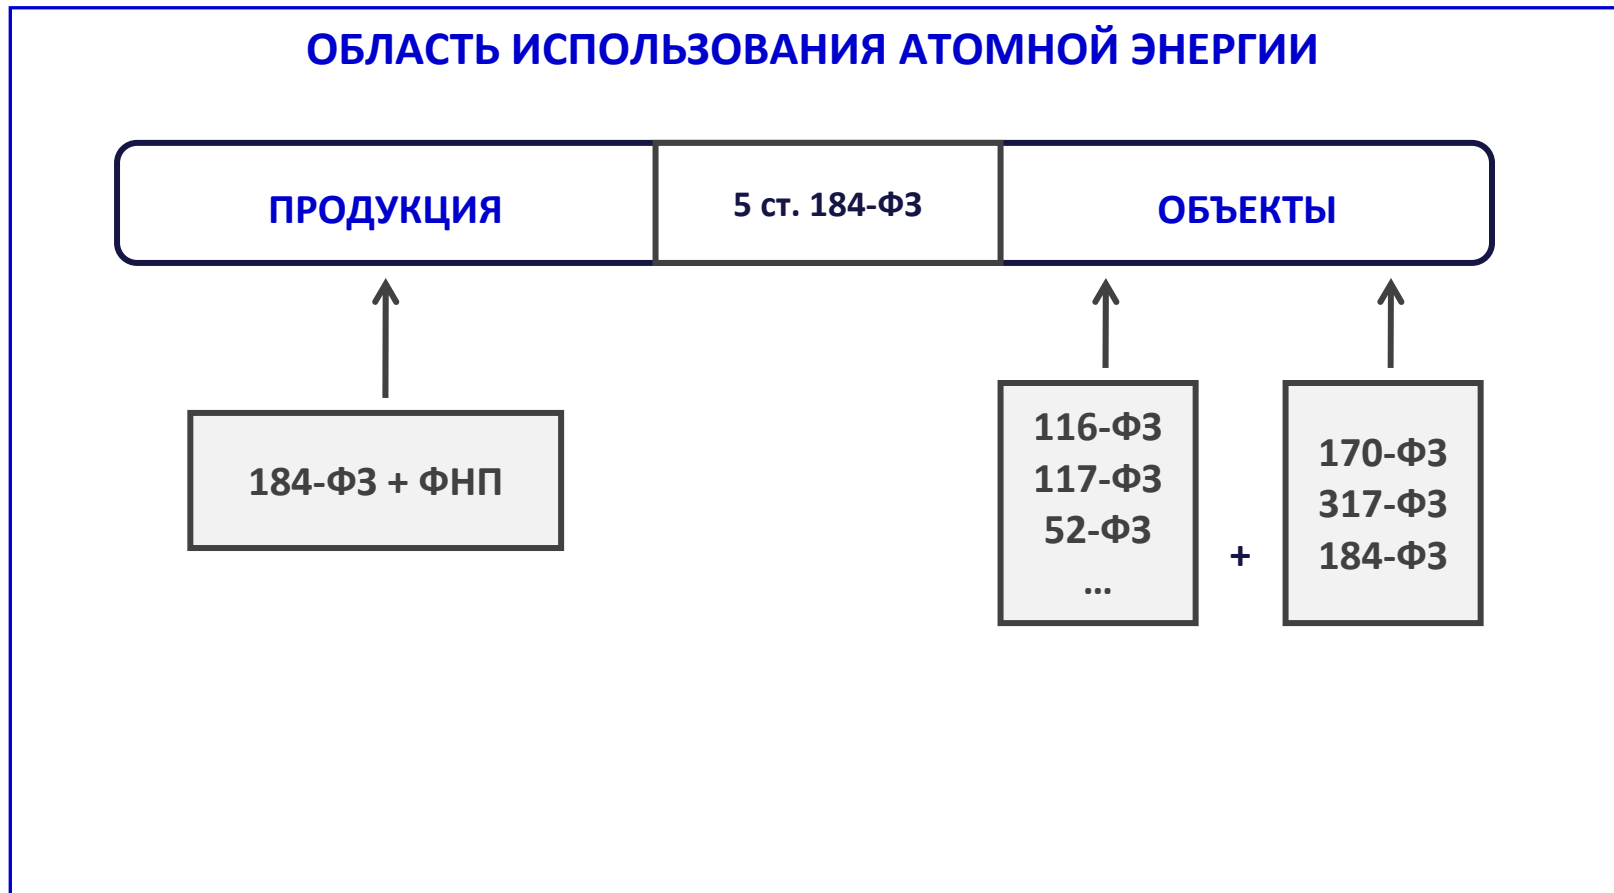 ОБЛАСТЬ ИСПОЛЬЗОВАНИЯ АТОМНОЙ ЭНЕРГИИ
ПРОДУКЦИЯ
5 ст. 184-ФЗ
ОБЪЕКТЫ
184-ФЗ + ФНП
116-ФЗ
117-ФЗ
52-ФЗ
...
+
170-ФЗ
317-ФЗ
184-ФЗ